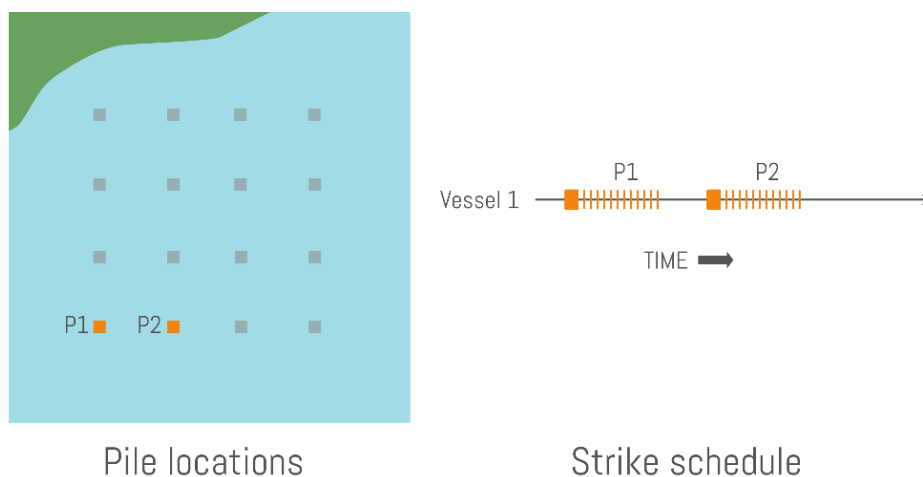 P1 P2
Pile locations
P1 P2
Vessel 1
TIME
Strike schedule